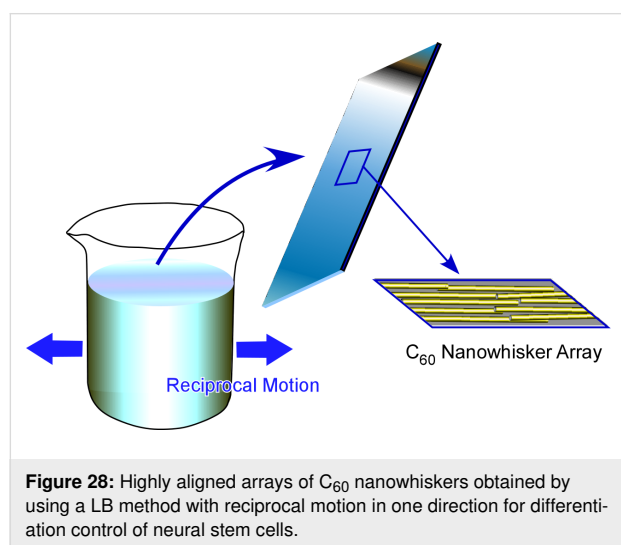 Reciprocal Motion
C60 Nanowhisker Array
Figure 28: Highly aligned arrays of C60 nanowhiskers obtained by
using a LB method with reciprocal motion in one direction for differenti-
ation control of neural stem cells.